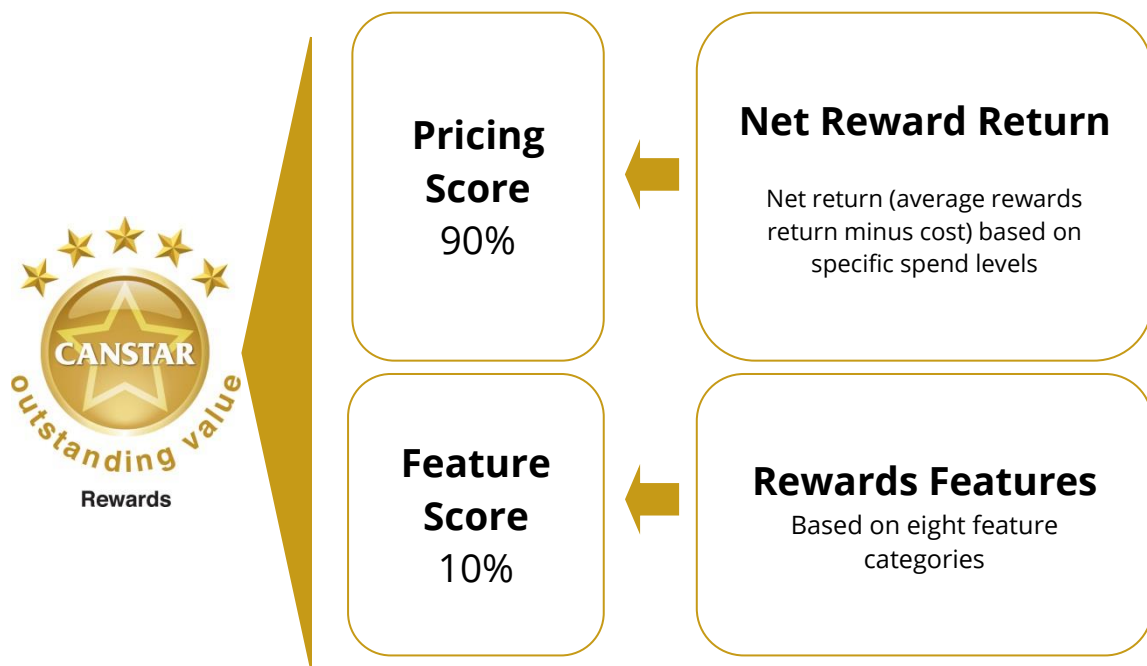 Pricing
Score
90%
Net Reward Return
Net return (average rewards
return minus cost) based on
specific spend levels
CANSTAR
outstanding value
Rewards
Feature
Score
10%
Rewards Features
Based on eight feature
categories